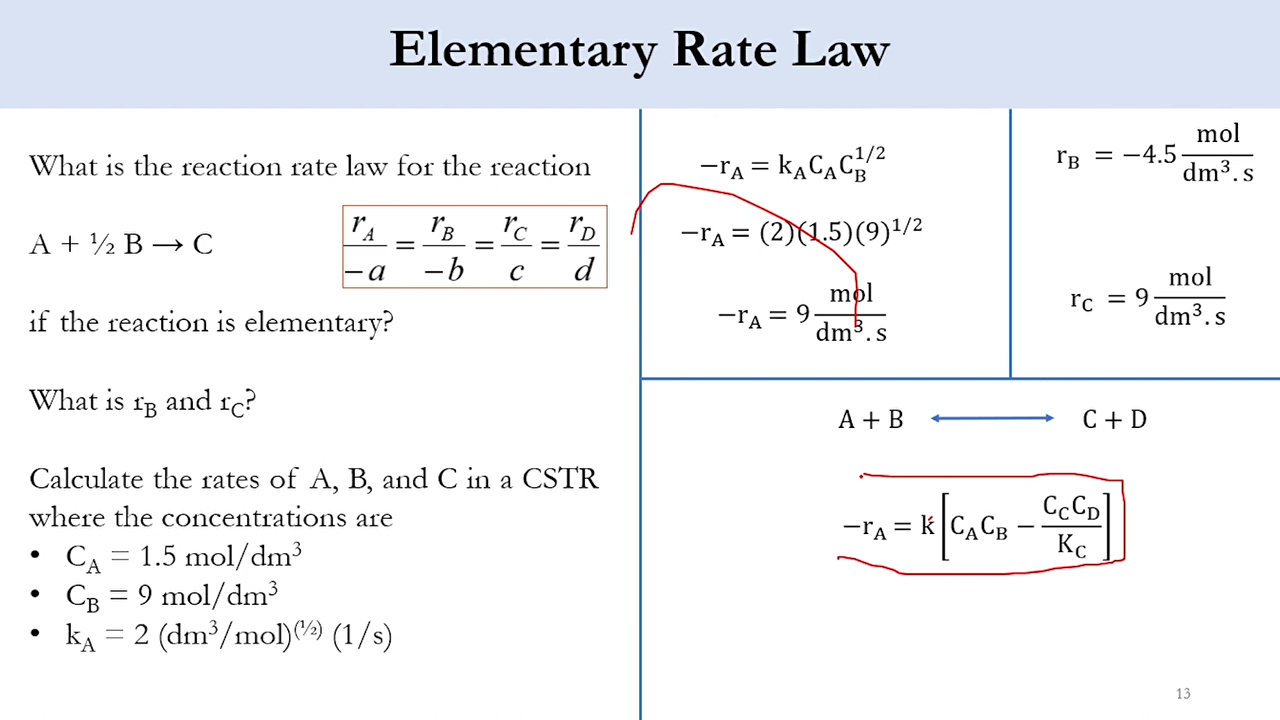 Elementary Rate Law
What is the reaction rate law for the reaction
A + ½ B → C
r_A/−a = r_B/−b = r_C/c = r_D/d
if the reaction is elementary?
What is r_B and r_C?
Calculate the rates of A, B, and C in a CSTR
where the concentrations are
• C_A = 1.5 mol/dm³
• C_B = 9 mol/dm³
• k_A = 2 (dm³/mol)^(½) (1/s)
−r_A = k_A C_A C_B^1/2
−r_A = (2)(1.5)(9)^1/2
−r_A = 9 mol/dm³.s
r_B = −4.5 mol/dm³.s
r_C = 9 mol/dm³.s
A + B ⟷ C + D
−r_A = k[C_A C_B − C_C C_D/K_C]
13